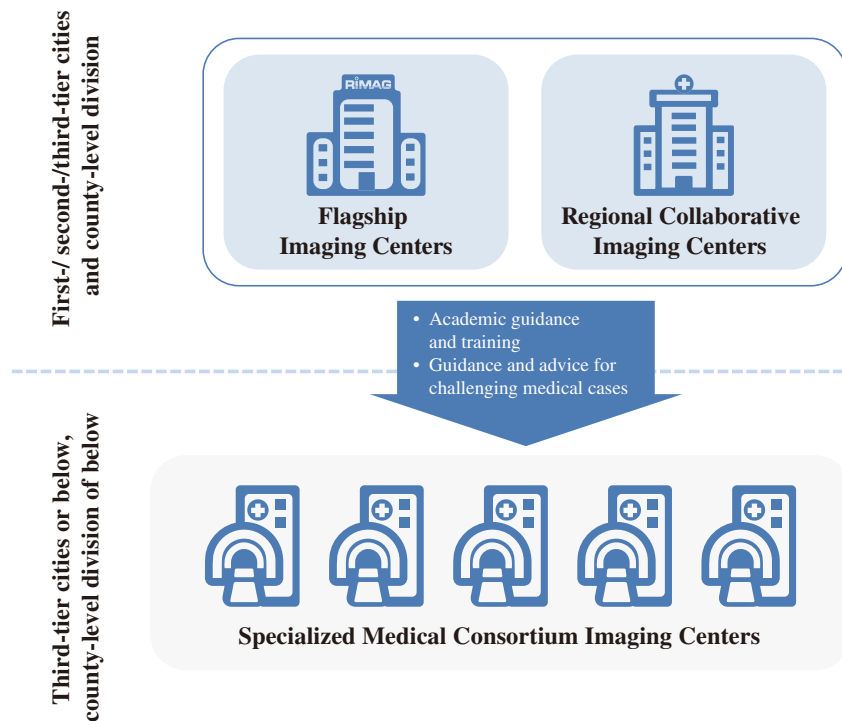 First-/ second-/third-tier cities
and county-level division
RIMAG
Flagship
Imaging Centers
Regional Collaborative
Imaging Centers
• Academic guidance
and training
• Guidance and advice for
challenging medical cases
Third-tier cities or below,
county-level division of below
Specialized Medical Consortium Imaging Centers